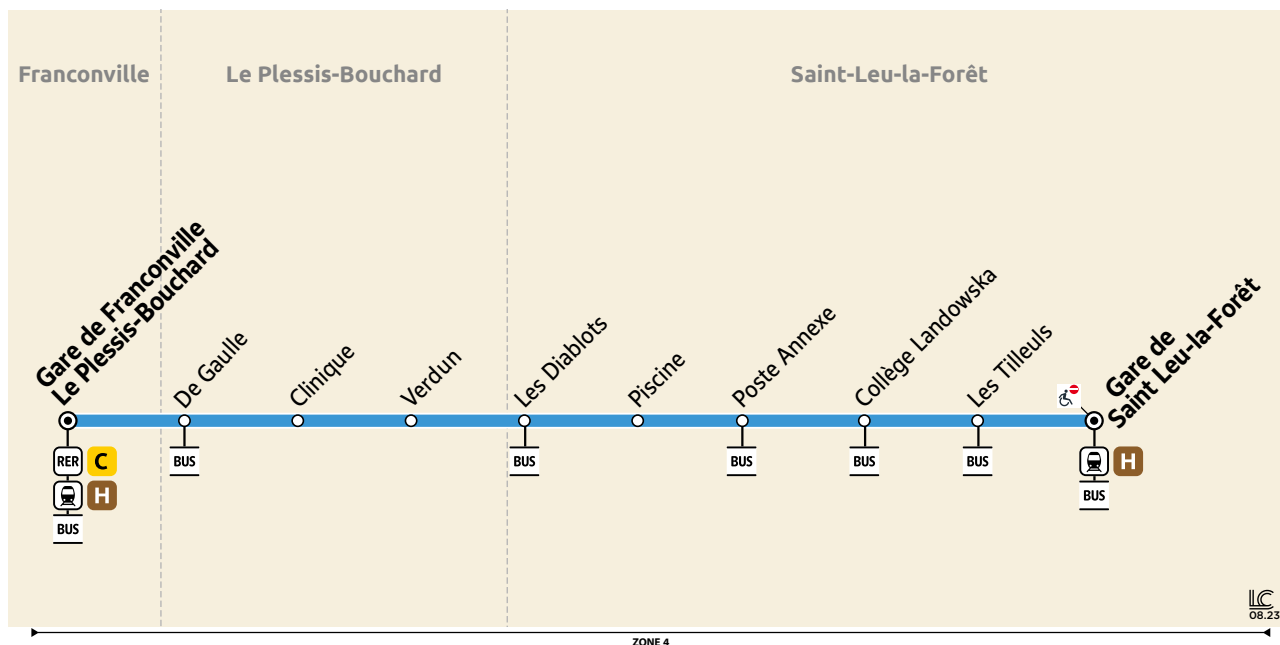 Franconville
Le Plessis-Bouchard
Saint-Leu-la-Forêt
Gare de Franconville
Le Plessis-Bouchard
De Gaulle
Clinique
Verdun
Les Diablots
Piscine
Poste Annexe
Collège Landowska
Les Tilleuls
Gare de
Saint Leu-la-Forêt
RER C
H
BUS
BUS
BUS
BUS
BUS
BUS
H
BUS
LC
08.23
ZONE 4